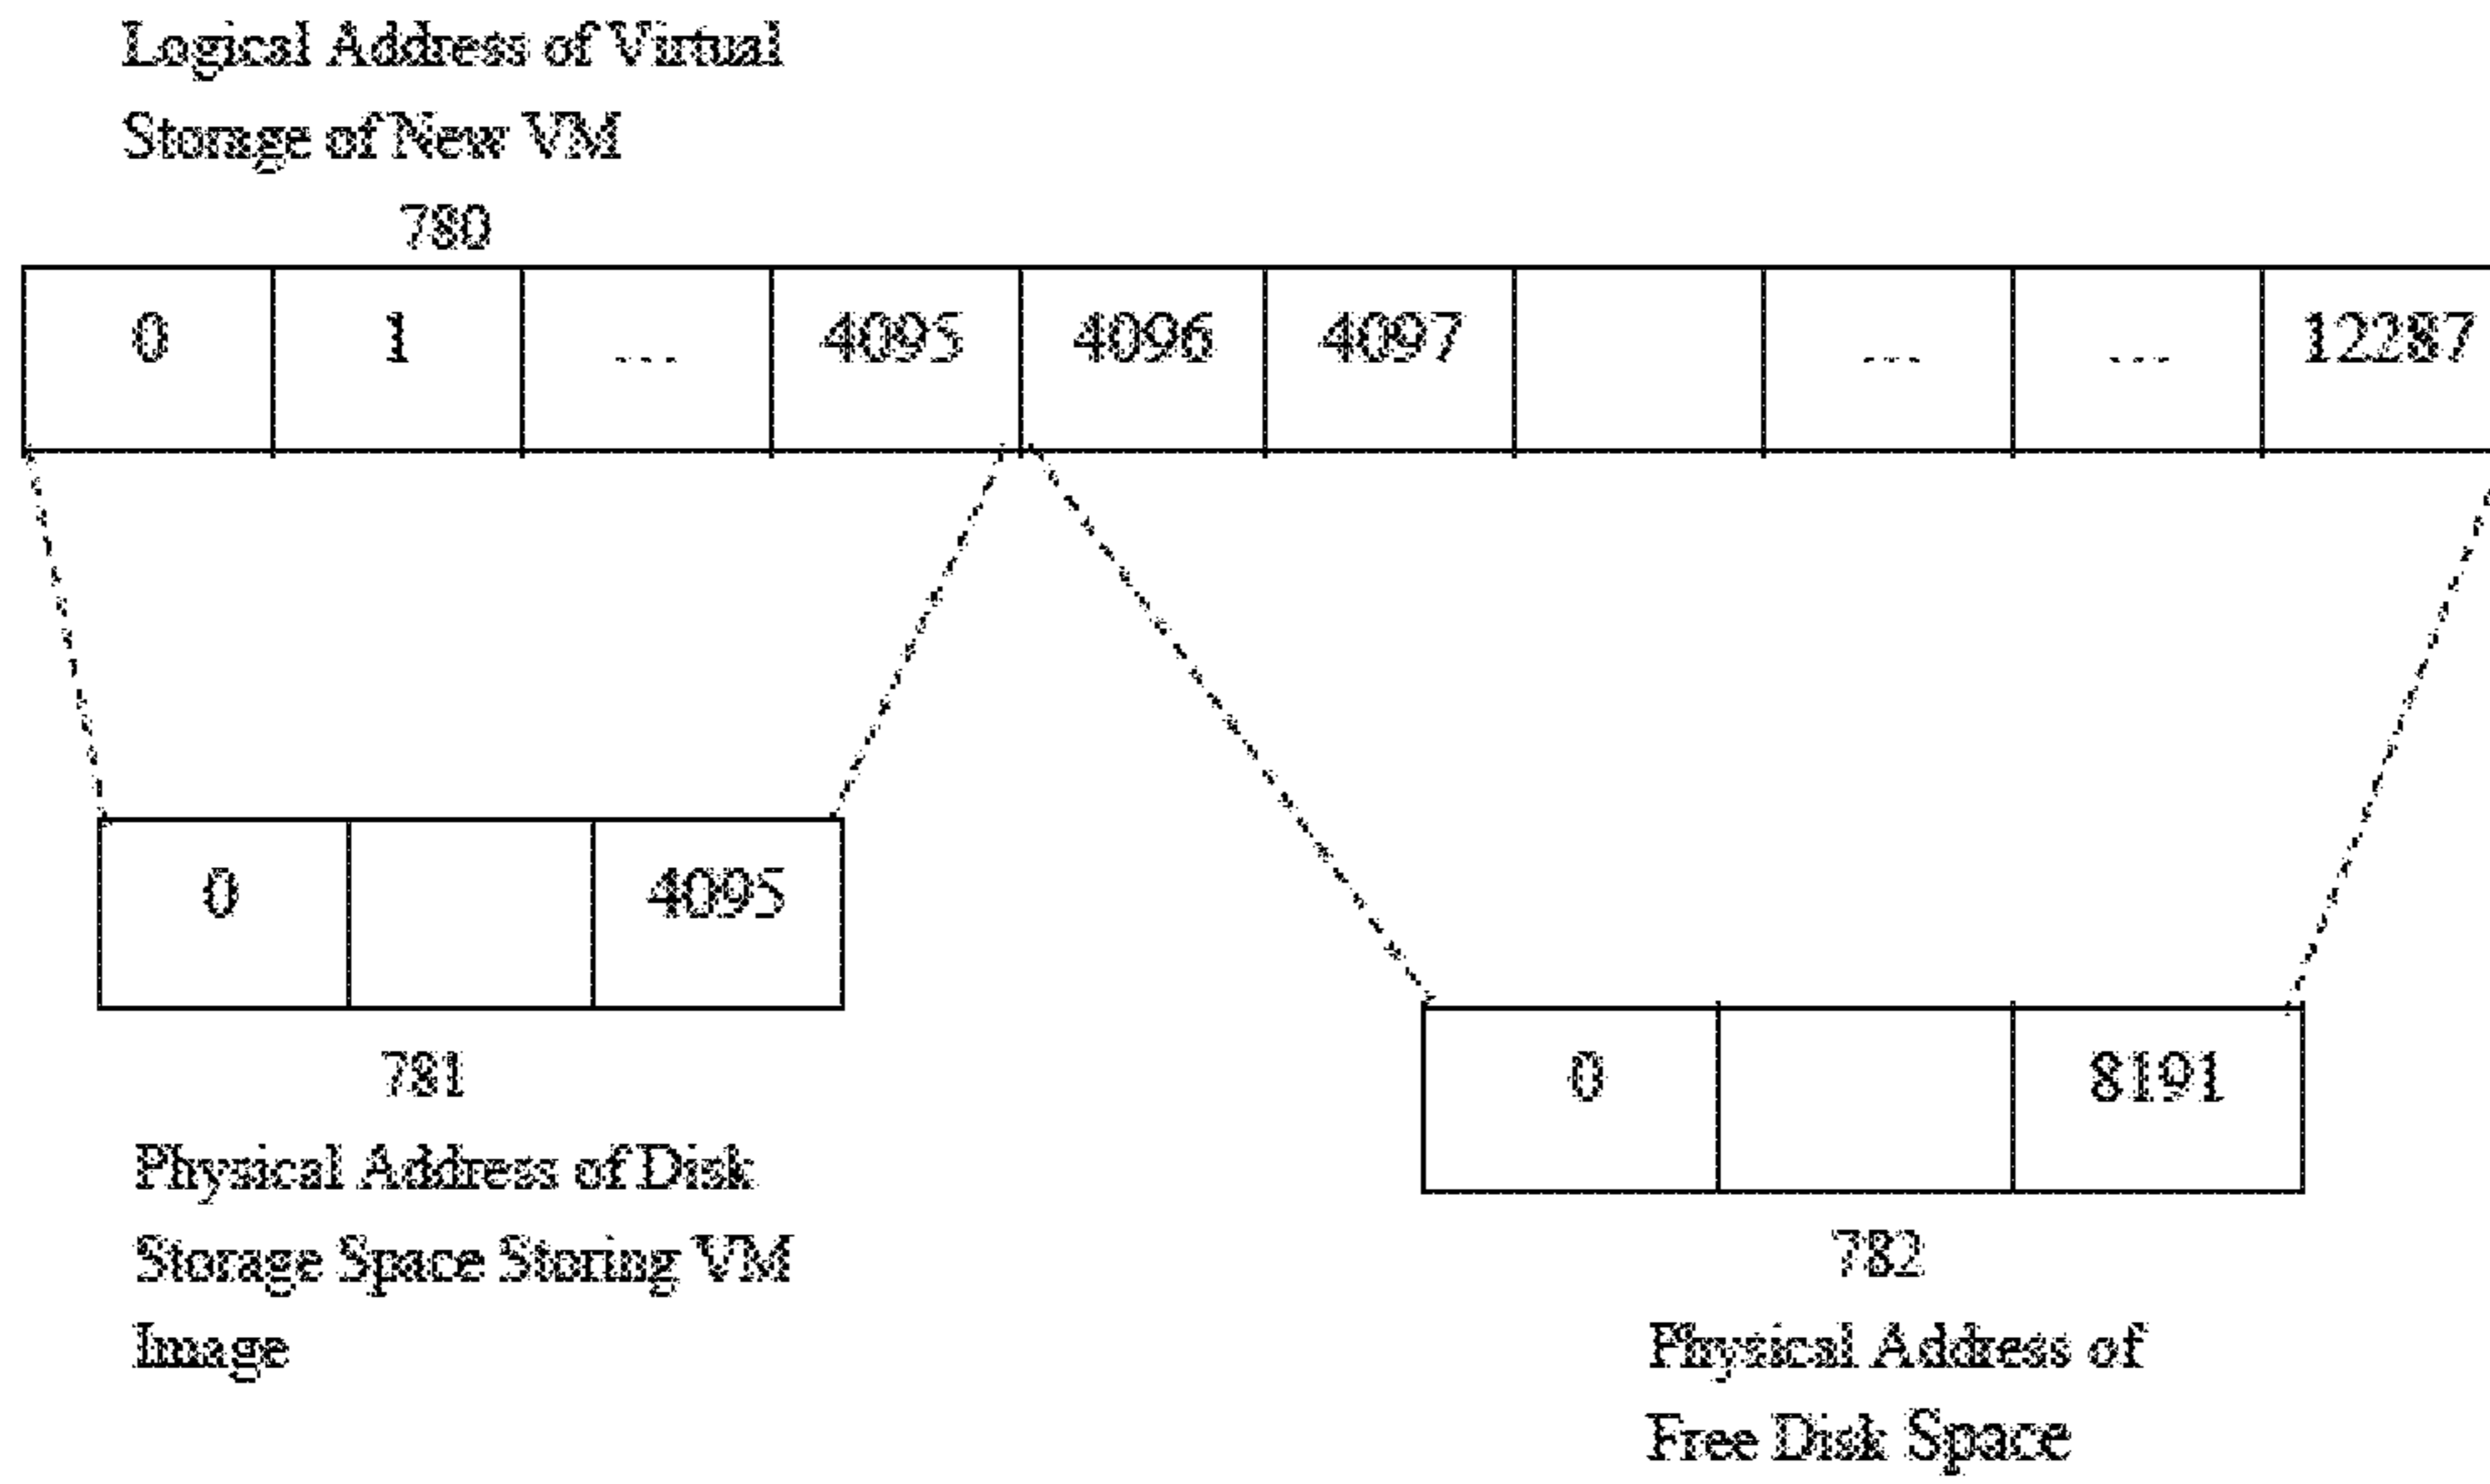 Logical Address of Virtual
Storage of New VM
780
0 1 ... 4095 4096 4097 ... ... 12287
0 4095
781
Physical Address of Disk
Storage Space Storing VM
Image
0 8191
782
Physical Address of
Free Disk Space